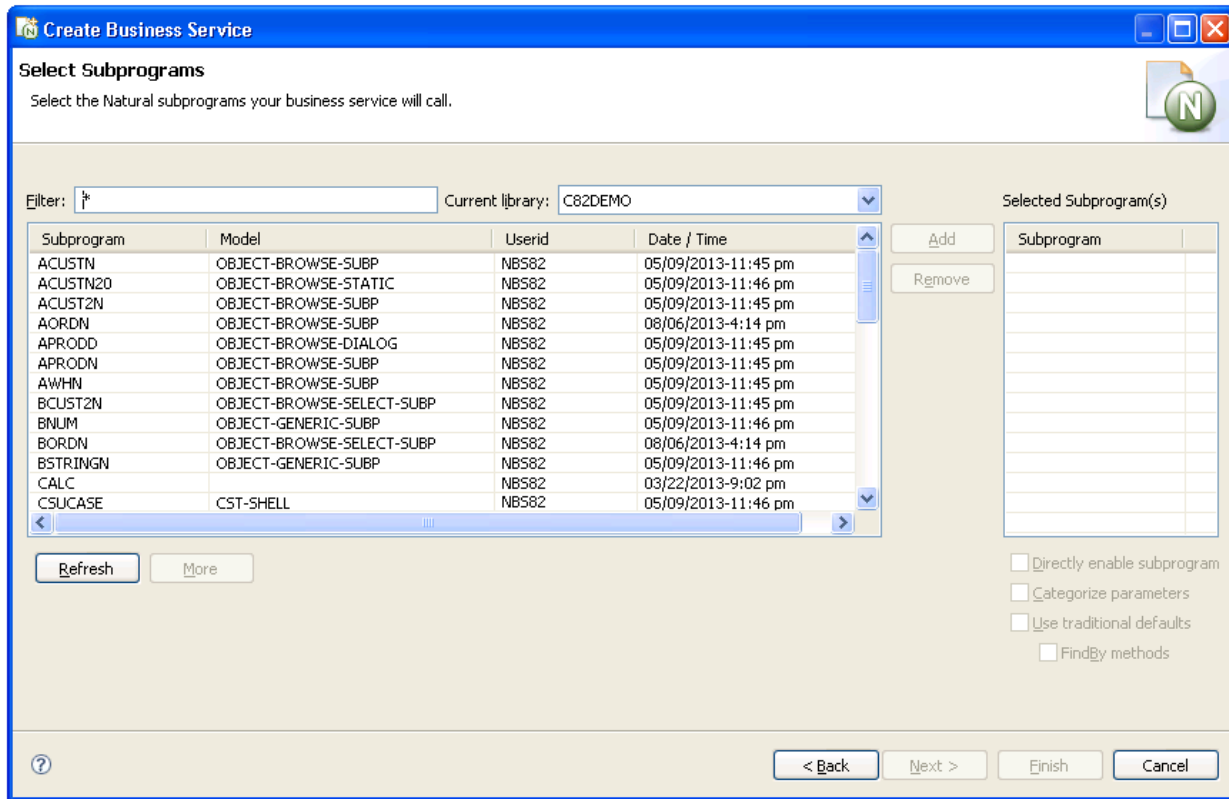 Create Business Service
Select Subprograms
Select the Natural subprograms your business service will call.
N
Filter: * Current library: C82DEMO Selected Subprogram(s)
Subprogram Model Userid Date / Time Add Subprogram
ACUSTN OBJECT-BROWSE-SUBP NBS82 05/09/2013-11:45 pm
ACUSTN20 OBJECT-BROWSE-STATIC NBS82 05/09/2013-11:46 pm Remove
ACUST2N OBJECT-BROWSE-SUBP NBS82 05/09/2013-11:45 pm
AORDN OBJECT-BROWSE-SUBP NBS82 08/06/2013-4:14 pm
APRODD OBJECT-BROWSE-DIALOG NBS82 05/09/2013-11:45 pm
APRODN OBJECT-BROWSE-SUBP NBS82 05/09/2013-11:45 pm
AWHN OBJECT-BROWSE-SUBP NBS82 05/09/2013-11:45 pm
BCUST2N OBJECT-BROWSE-SELECT-SUBP NBS82 05/09/2013-11:45 pm
BNUM OBJECT-GENERIC-SUBP NBS82 05/09/2013-11:46 pm
BORDN OBJECT-BROWSE-SELECT-SUBP NBS82 08/06/2013-4:14 pm
BSTRINGN OBJECT-GENERIC-SUBP NBS82 05/09/2013-11:46 pm
CALC NBS82 03/22/2013-9:02 pm
CSUCASE CST-SHELL NBS82 05/09/2013-11:46 pm
Refresh More Directly enable subprogram
Categorize parameters
Use traditional defaults
FindBy methods
? < Back Next > Finish Cancel